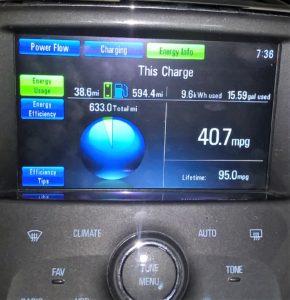 Power Flow Charging Energy Info 7:36
This Charge
Energy Usage
38.6mi 594.4mi 9.6kWh used 15.59gal used
Energy Efficiency
633.0Total mi
40.7mpg
Efficiency Tips
Lifetime: 95.0mpg
CLIMATE AUTO
FAV TUNE TONE
MENU